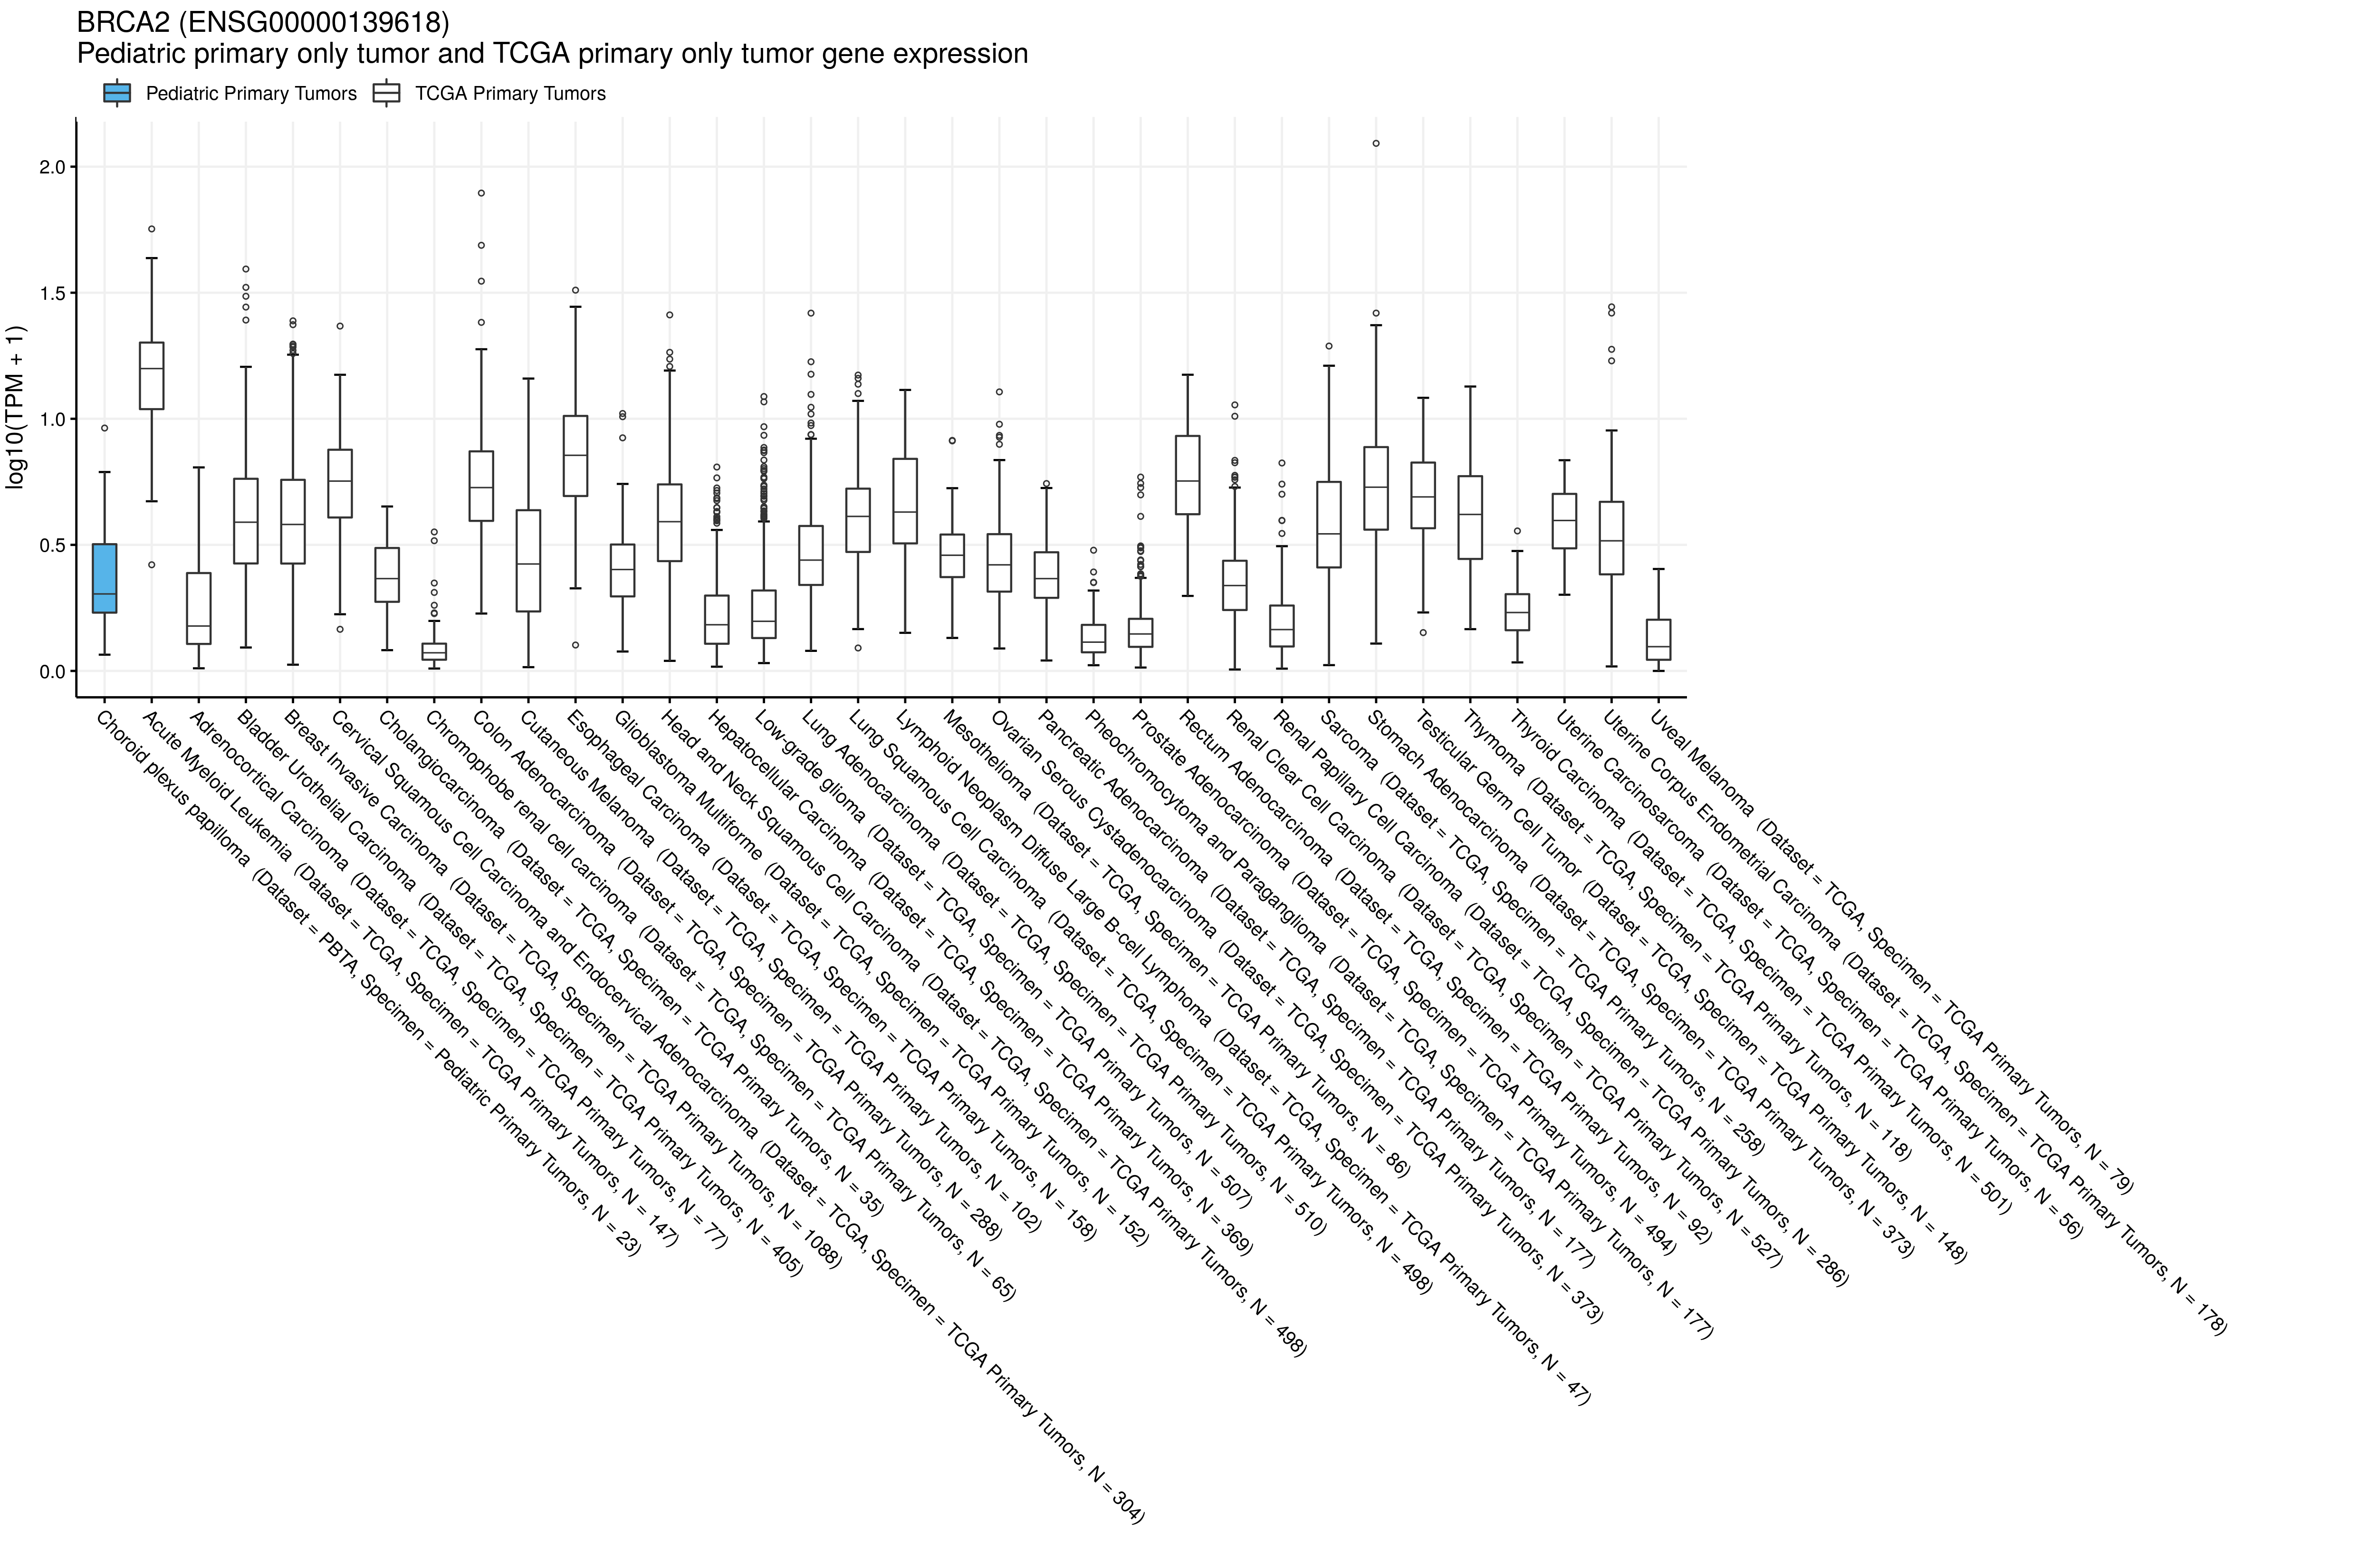 BRCA2 (ENSG00000139618)
Pediatric primary only tumor and TCGA primary only tumor gene expression
Pediatric Primary Tumors
TCGA Primary Tumors
log10(TPM + 1)
2.0
1.5
1.0
0.5
0.0
Choroid plexus papilloma (Dataset = PBTA, Specimen = Pediatric Primary Tumors, N = 23)
Acute Myeloid Leukemia (Dataset = TCGA, Specimen = TCGA Primary Tumors, N = 147)
Adrenocortical Carcinoma (Dataset = TCGA, Specimen = TCGA Primary Tumors, N = 77)
Bladder Urothelial Carcinoma (Dataset = TCGA, Specimen = TCGA Primary Tumors, N = 405)
Breast Invasive Carcinoma (Dataset = TCGA, Specimen = TCGA Primary Tumors, N = 1088)
Cervical Squamous Cell Carcinoma and Endocervical Adenocarcinoma (Dataset = TCGA, Specimen = TCGA Primary Tumors, N = 304)
Cholangiocarcinoma (Dataset = TCGA, Specimen = TCGA Primary Tumors, N = 35)
Chromophobe renal cell carcinoma (Dataset = TCGA, Specimen = TCGA Primary Tumors, N = 65)
Colon Adenocarcinoma (Dataset = TCGA, Specimen = TCGA Primary Tumors, N = 288)
Cutaneous Melanoma (Dataset = TCGA, Specimen = TCGA Primary Tumors, N = 102)
Esophageal Carcinoma (Dataset = TCGA, Specimen = TCGA Primary Tumors, N = 158)
Glioblastoma Multiforme (Dataset = TCGA, Specimen = TCGA Primary Tumors, N = 152)
Head and Neck Squamous Cell Carcinoma (Dataset = TCGA, Specimen = TCGA Primary Tumors, N = 498)
Hepatocellular Carcinoma (Dataset = TCGA, Specimen = TCGA Primary Tumors, N = 369)
Low-grade glioma (Dataset = TCGA, Specimen = TCGA Primary Tumors, N = 507)
Lung Adenocarcinoma (Dataset = TCGA, Specimen = TCGA Primary Tumors, N = 510)
Lung Squamous Cell Carcinoma (Dataset = TCGA, Specimen = TCGA Primary Tumors, N = 498)
Lymphoid Neoplasm Diffuse Large B-cell Lymphoma (Dataset = TCGA, Specimen = TCGA Primary Tumors, N = 47)
Mesothelioma (Dataset = TCGA, Specimen = TCGA Primary Tumors, N = 86)
Ovarian Serous Cystadenocarcinoma (Dataset = TCGA, Specimen = TCGA Primary Tumors, N = 373)
Pancreatic Adenocarcinoma (Dataset = TCGA, Specimen = TCGA Primary Tumors, N = 177)
Pheochromocytoma and Paraganglioma (Dataset = TCGA, Specimen = TCGA Primary Tumors, N = 177)
Prostate Adenocarcinoma (Dataset = TCGA, Specimen = TCGA Primary Tumors, N = 494)
Rectum Adenocarcinoma (Dataset = TCGA, Specimen = TCGA Primary Tumors, N = 92)
Renal Clear Cell Carcinoma (Dataset = TCGA, Specimen = TCGA Primary Tumors, N = 527)
Renal Papillary Cell Carcinoma (Dataset = TCGA, Specimen = TCGA Primary Tumors, N = 286)
Sarcoma (Dataset = TCGA, Specimen = TCGA Primary Tumors, N = 258)
Stomach Adenocarcinoma (Dataset = TCGA, Specimen = TCGA Primary Tumors, N = 373)
Testicular Germ Cell Tumor (Dataset = TCGA, Specimen = TCGA Primary Tumors, N = 148)
Thymoma (Dataset = TCGA, Specimen = TCGA Primary Tumors, N = 118)
Thyroid Carcinoma (Dataset = TCGA, Specimen = TCGA Primary Tumors, N = 501)
Uterine Carcinosarcoma (Dataset = TCGA, Specimen = TCGA Primary Tumors, N = 56)
Uterine Corpus Endometrial Carcinoma (Dataset = TCGA, Specimen = TCGA Primary Tumors, N = 178)
Uveal Melanoma (Dataset = TCGA, Specimen = TCGA Primary Tumors, N = 79)